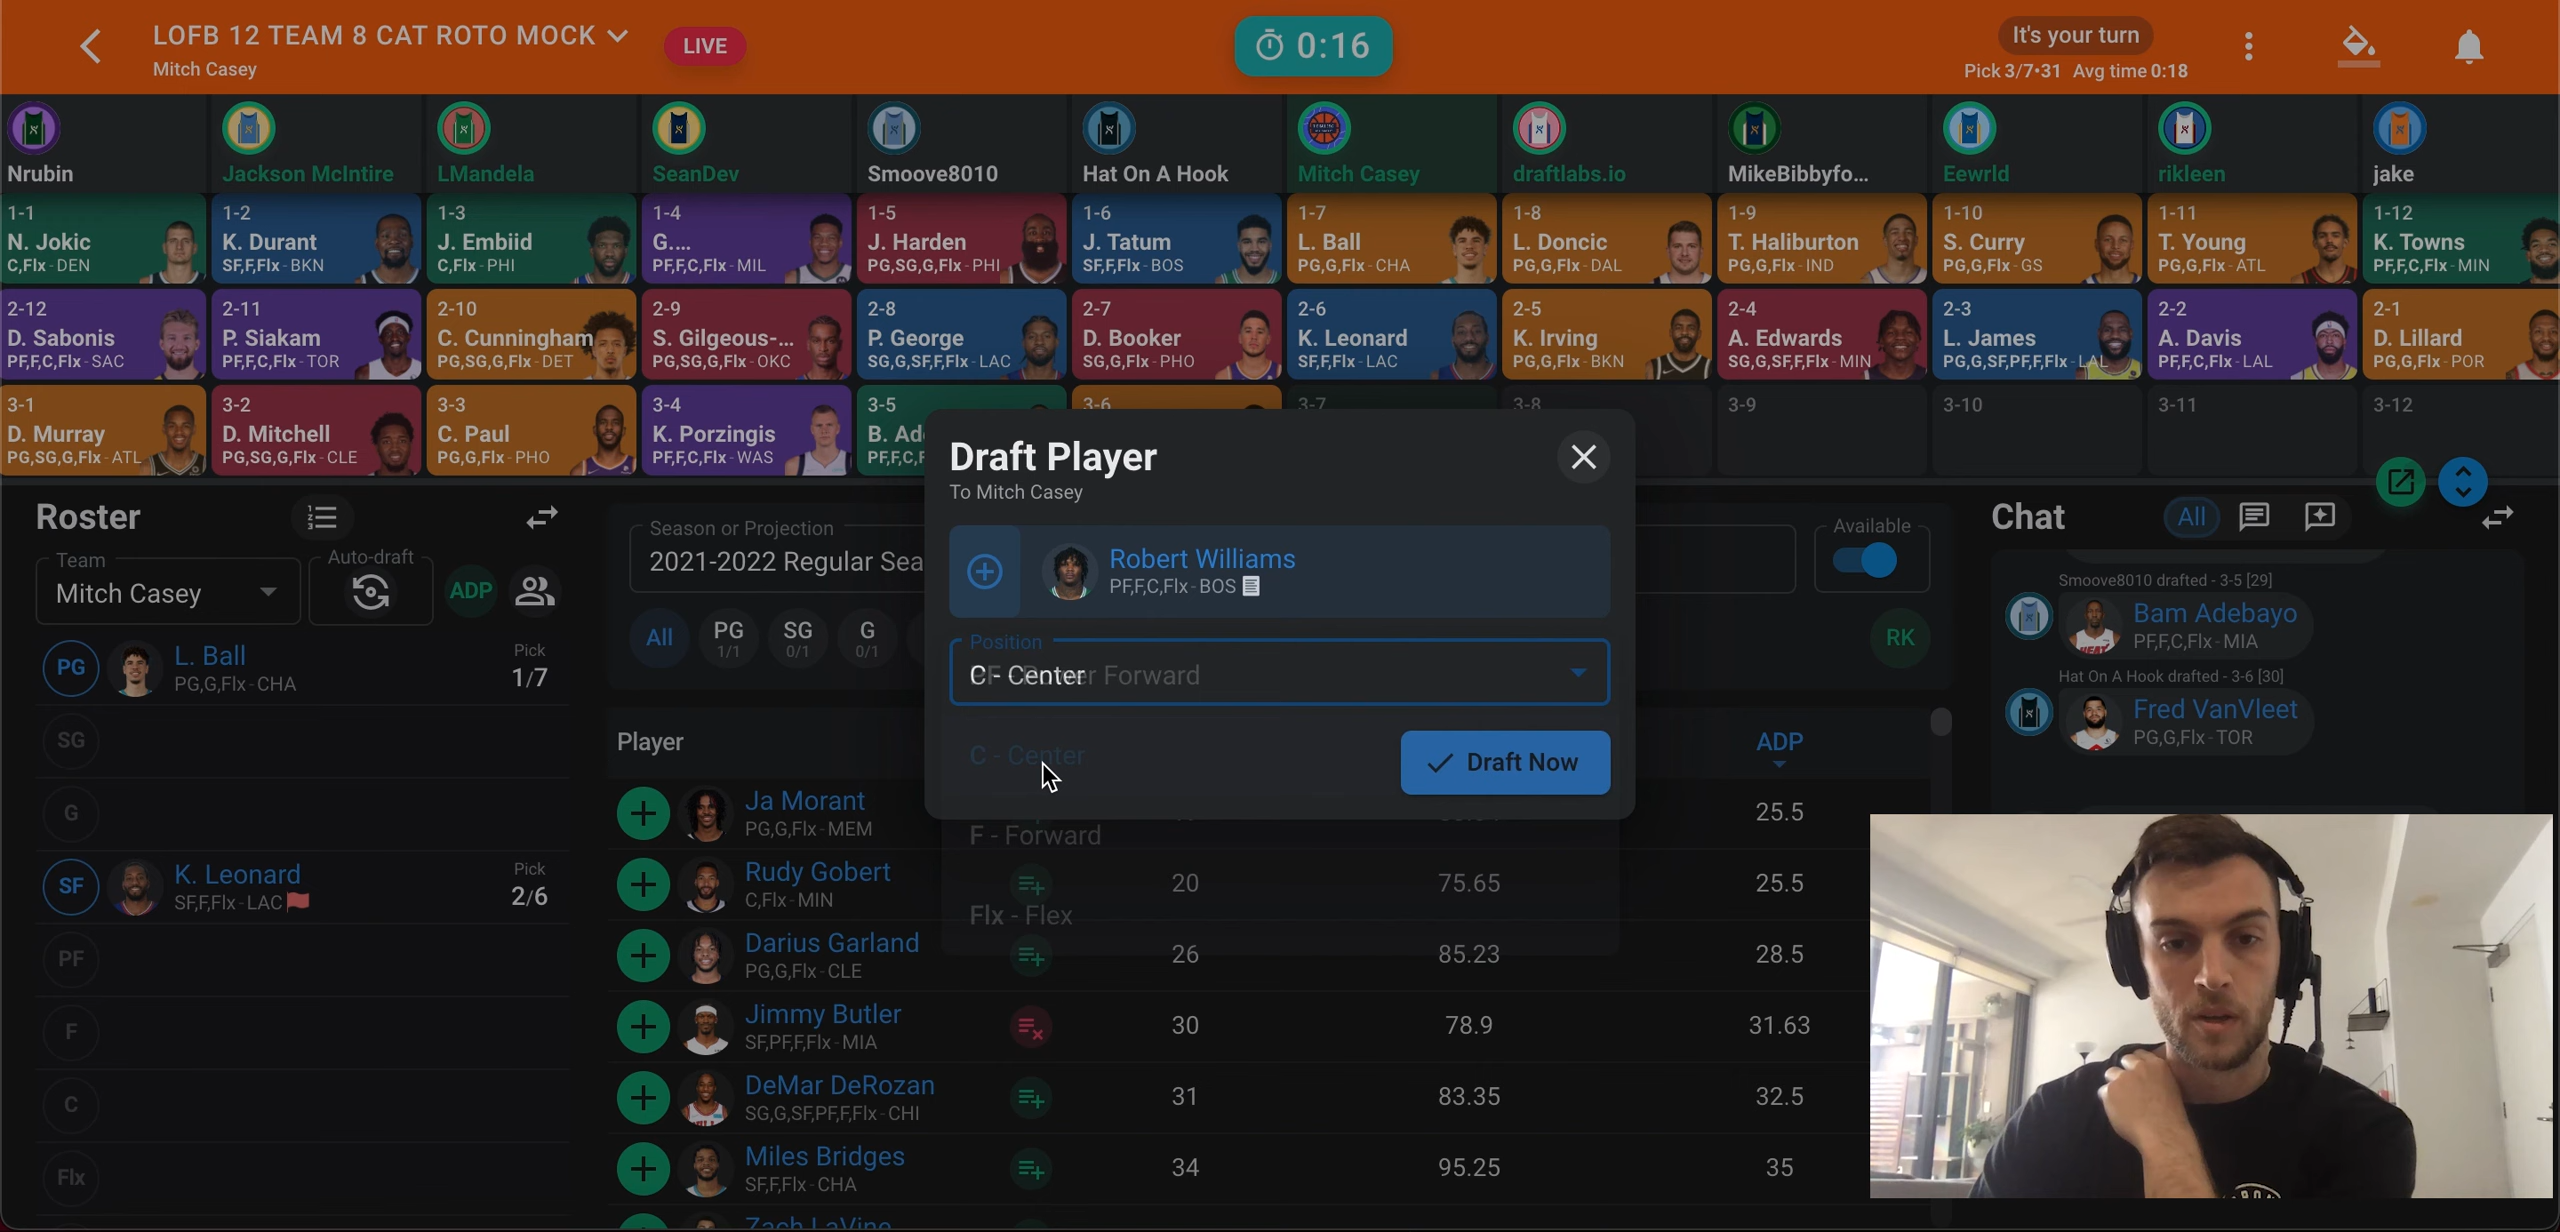 LOFB 12 TEAM 8 CAT ROTO MOCK
Mitch Casey
LIVE
0:16
It's your turn
Pick 3/7•31 Avg time 0:18
Nrubin
Jackson McIntire
LMandela
SeanDev
Smoove8010
Hat On A Hook
Mitch Casey
draftlabs.io
MikeBibbyfo...
Eewrld
rikleen
jake
1-1
N. Jokic
C,Flx - DEN
1-2
K. Durant
SF,F,Flx - BKN
1-3
J. Embiid
C,Flx - PHI
1-4
G....
PF,F,C,Flx - MIL
1-5
J. Harden
PG,SG,G,Flx - PHI
1-6
J. Tatum
SF,F,Flx - BOS
1-7
L. Ball
PG,G,Flx - CHA
1-8
L. Doncic
PG,G,Flx - DAL
1-9
T. Haliburton
PG,G,Flx - IND
1-10
S. Curry
PG,G,Flx - GS
1-11
T. Young
PG,G,Flx - ATL
1-12
K. Towns
PF,F,C,Flx - MIN
2-12
D. Sabonis
PF,F,C,Flx - SAC
2-11
P. Siakam
PF,F,C,Flx - TOR
2-10
C. Cunningham
PG,SG,G,Flx - DET
2-9
S. Gilgeous-...
PG,SG,G,Flx - OKC
2-8
P. George
SG,G,SF,F,Flx - LAC
2-7
D. Booker
SG,G,Flx - PHO
2-6
K. Leonard
SF,F,Flx - LAC
2-5
K. Irving
PG,G,Flx - BKN
2-4
A. Edwards
SG,G,SF,F,Flx - MIN
2-3
L. James
PG,G,SF,PF,F,Flx - LAL
2-2
A. Davis
PF,F,C,Flx - LAL
2-1
D. Lillard
PG,G,Flx - POR
3-1
D. Murray
PG,SG,G,Flx - ATL
3-2
D. Mitchell
PG,SG,G,Flx - CLE
3-3
C. Paul
PG,G,Flx - PHO
3-4
K. Porzingis
PF,F,C,Flx - WAS
3-5
B. Ad
PF,F,C,F
3-6
3-7
3-8
3-9
3-10
3-11
3-12
Roster
Team
Mitch Casey
Auto-draft
ADP
PG
L. Ball
PG,G,Flx - CHA
Pick
1/7
SG
G
SF
K. Leonard
SF,F,Flx - LAC
Pick
2/6
PF
F
C
Flx
Season or Projection
2021-2022 Regular Sea
Available
All
PG
1/1
SG
0/1
G
0/1
RK
Draft Player
To Mitch Casey
Robert Williams
PF,F,C,Flx - BOS
Position
C - Center
C - Center
F - Forward
Flx - Flex
Draft Now
Player
ADP
Ja Morant
PG,G,Flx - MEM
25.5
Rudy Gobert
C,Flx - MIN
20
75.65
25.5
Darius Garland
PG,G,Flx - CLE
26
85.23
28.5
Jimmy Butler
SF,PF,F,Flx - MIA
30
78.9
31.63
DeMar DeRozan
SG,G,SF,PF,F,Flx - CHI
31
83.35
32.5
Miles Bridges
SF,F,Flx - CHA
34
95.25
35
Zach LaVine
Chat
All
Smoove8010 drafted - 3-5 [29]
Bam Adebayo
PF,F,C,Flx - MIA
Hat On A Hook drafted - 3-6 [30]
Fred VanVleet
PG,G,Flx - TOR